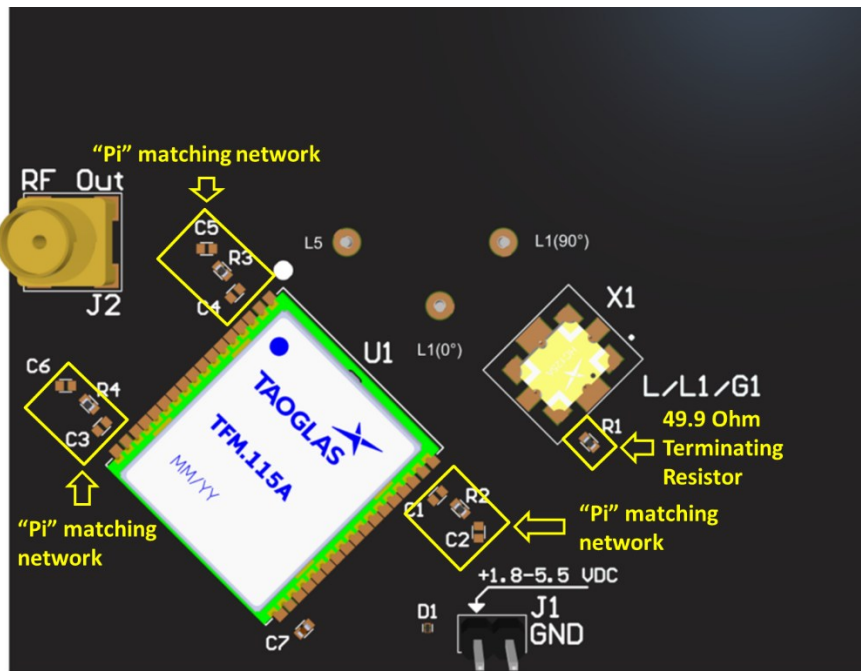 “Pi” matching network
RF Out
C5
R3
C4
J2
L5
L1(90°)
L1(0°)
X1
U1
L/L1/G1
49.9 Ohm
Terminating
Resistor
R1
C6
R4
C3
TAOGLAS
TFM.115A
MM/YY
“Pi” matching
network
C1
R2
C2
“Pi” matching
network
+1.8-5.5 VDC
D1
J1
GND
C7